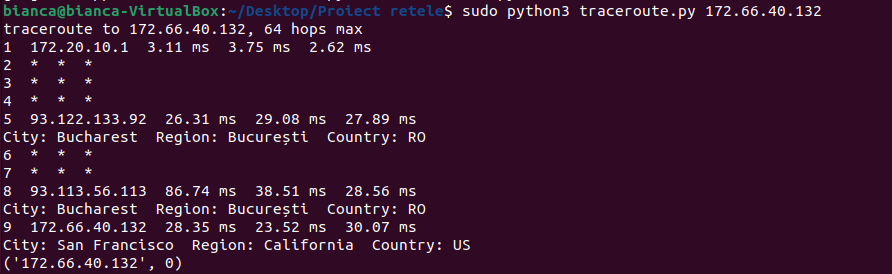 bianca@bianca-VirtualBox:~/Desktop/Proiect retele$ sudo python3 traceroute.py 172.66.40.132
traceroute to 172.66.40.132, 64 hops max
1  172.20.10.1  3.11 ms  3.75 ms  2.62 ms
2  *  *  *
3  *  *  *
4  *  *  *
5  93.122.133.92  26.31 ms  29.08 ms  27.89 ms
City: Bucharest  Region: București  Country: RO
6  *  *  *
7  *  *  *
8  93.113.56.113  86.74 ms  38.51 ms  28.56 ms
City: Bucharest  Region: București  Country: RO
9  172.66.40.132  28.35 ms  23.52 ms  30.07 ms
City: San Francisco  Region: California  Country: US
('172.66.40.132', 0)